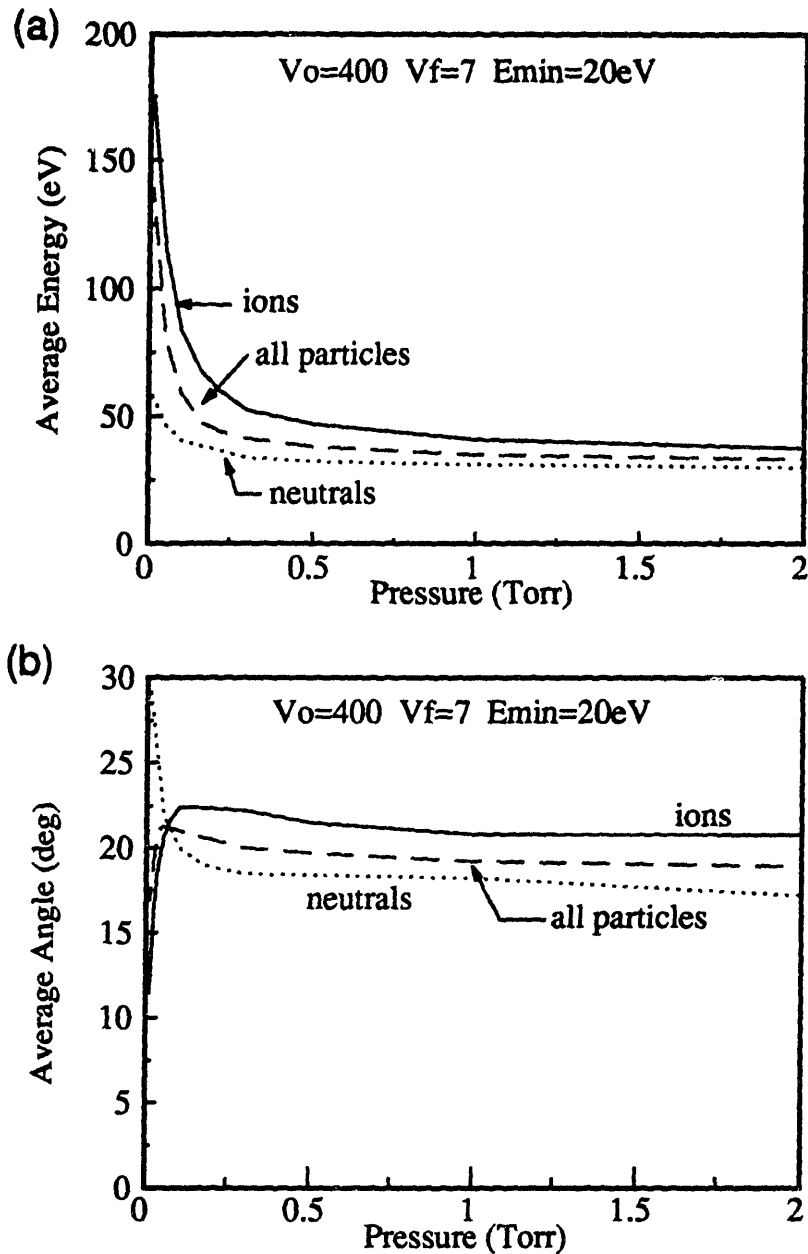 (a)
200
150
100
50
0
Average Energy (eV)
Vo=400 Vf=7 Emin=20eV
ions
all particles
neutrals
0 0.5 1 1.5 2
Pressure (Torr)
(b)
30
25
20
15
10
5
0
Average Angle (deg)
Vo=400 Vf=7 Emin=20eV
ions
neutrals
all particles
0 0.5 1 1.5 2
Pressure (Torr)